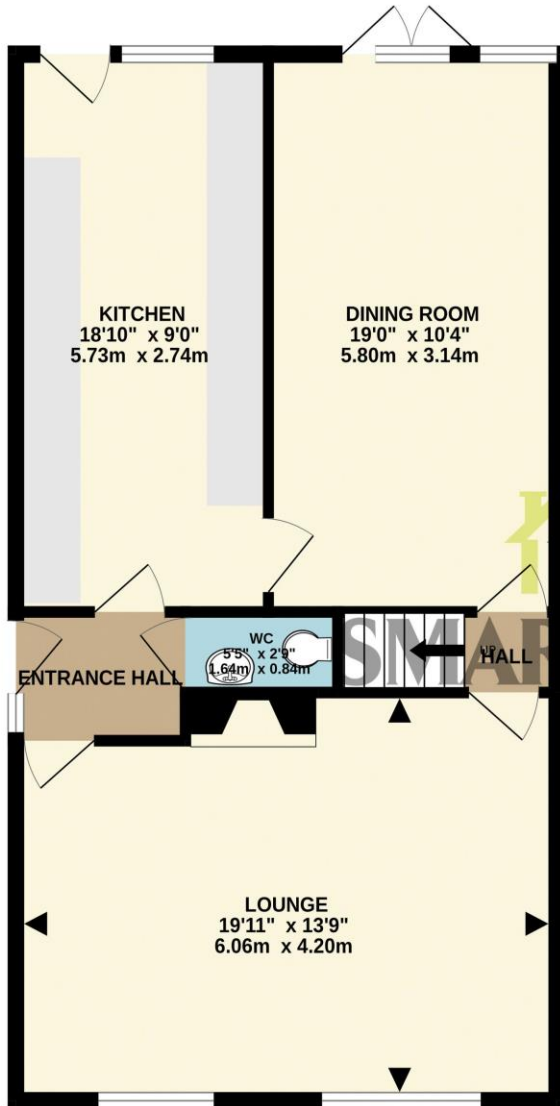 KITCHEN
18'10" x 9'0"
5.73m x 2.74m
DINING ROOM
19'0" x 10'4"
5.80m x 3.14m
WC
5'5" x 2'9"
1.64m x 0.84m
ENTRANCE HALL
SMAR
UP
HALL
LOUNGE
19'11" x 13'9"
6.06m x 4.20m